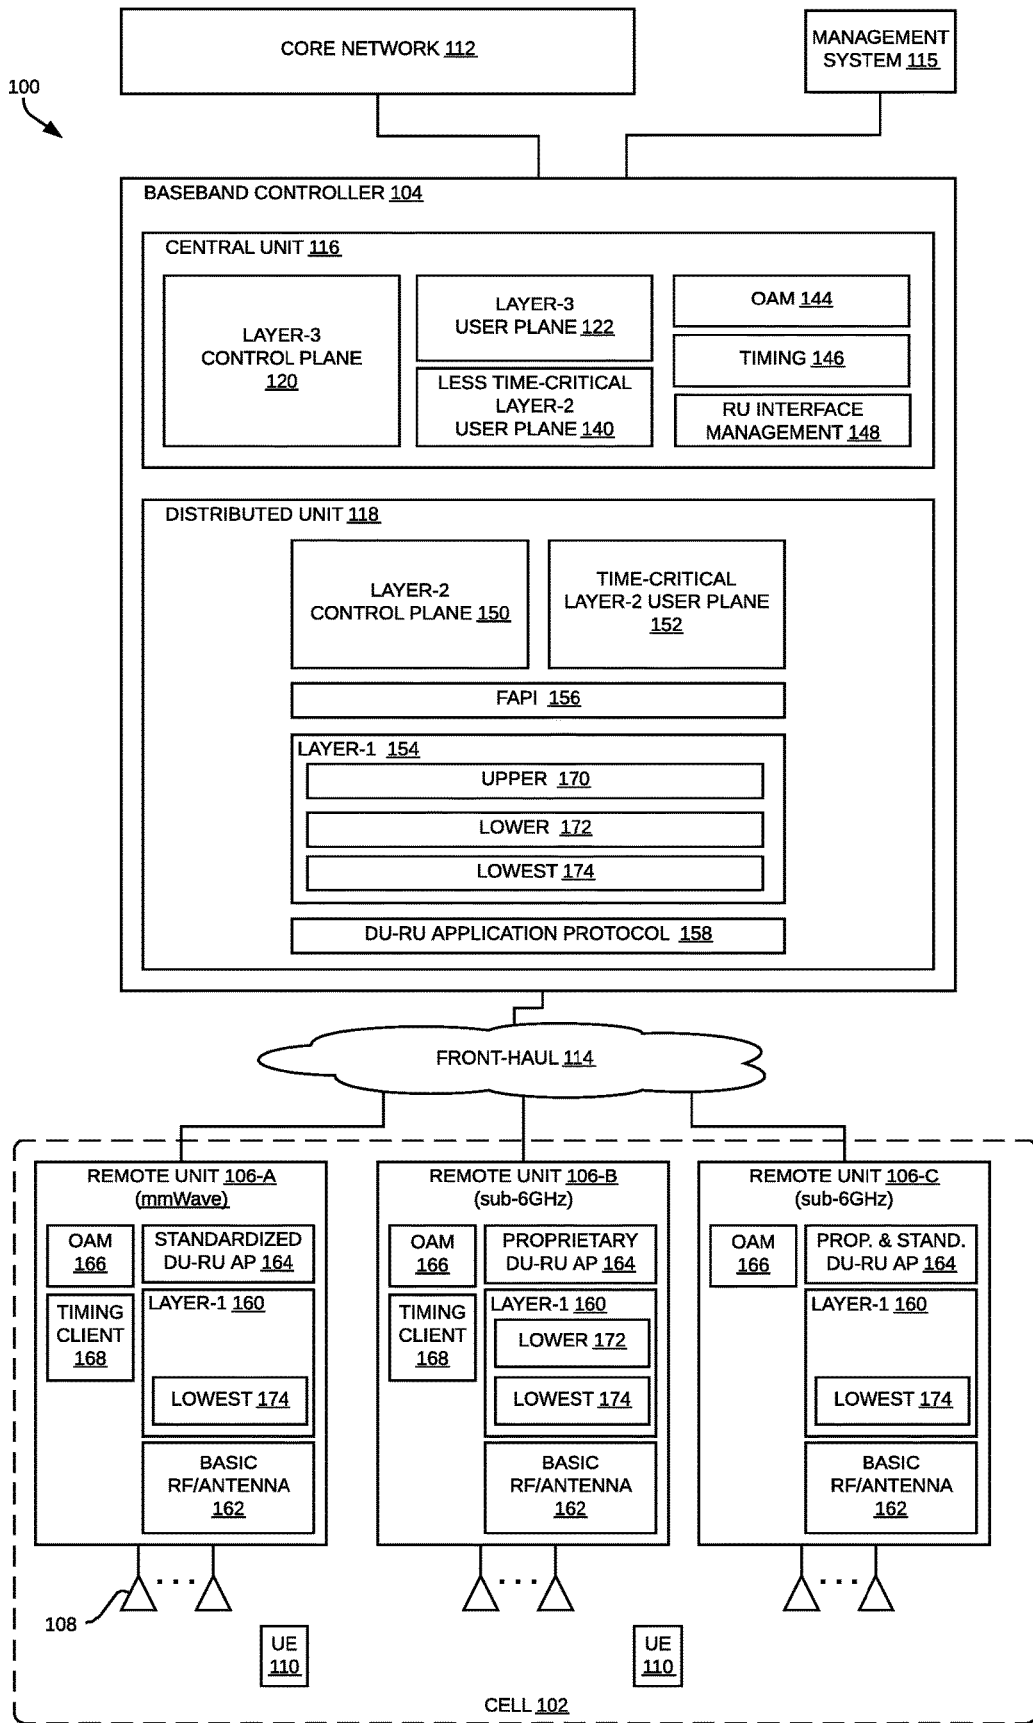 CORE NETWORK 112
MANAGEMENT
SYSTEM 115
100
BASEBAND CONTROLLER 104
CENTRAL UNIT 116
LAYER-3
CONTROL PLANE
120
LAYER-3
USER PLANE 122
LESS TIME-CRITICAL
LAYER-2
USER PLANE 140
OAM 144
TIMING 146
RU INTERFACE
MANAGEMENT 148
DISTRIBUTED UNIT 118
LAYER-2
CONTROL PLANE 150
TIME-CRITICAL
LAYER-2 USER PLANE
152
FAPI 156
LAYER-1 154
UPPER 170
LOWER 172
LOWEST 174
DU-RU APPLICATION PROTOCOL 158
FRONT-HAUL 114
REMOTE UNIT 106-A
(mmWave)
OAM
166
STANDARDIZED
DU-RU AP 164
TIMING
CLIENT
168
LAYER-1 160
LOWEST 174
BASIC
RF/ANTENNA
162
REMOTE UNIT 106-B
(sub-6GHz)
OAM
166
PROPRIETARY
DU-RU AP 164
TIMING
CLIENT
168
LAYER-1 160
LOWER 172
LOWEST 174
BASIC
RF/ANTENNA
162
REMOTE UNIT 106-C
(sub-6GHz)
OAM
166
PROP. & STAND.
DU-RU AP 164
LAYER-1 160
LOWEST 174
BASIC
RF/ANTENNA
162
108
UE
110
UE
110
CELL 102